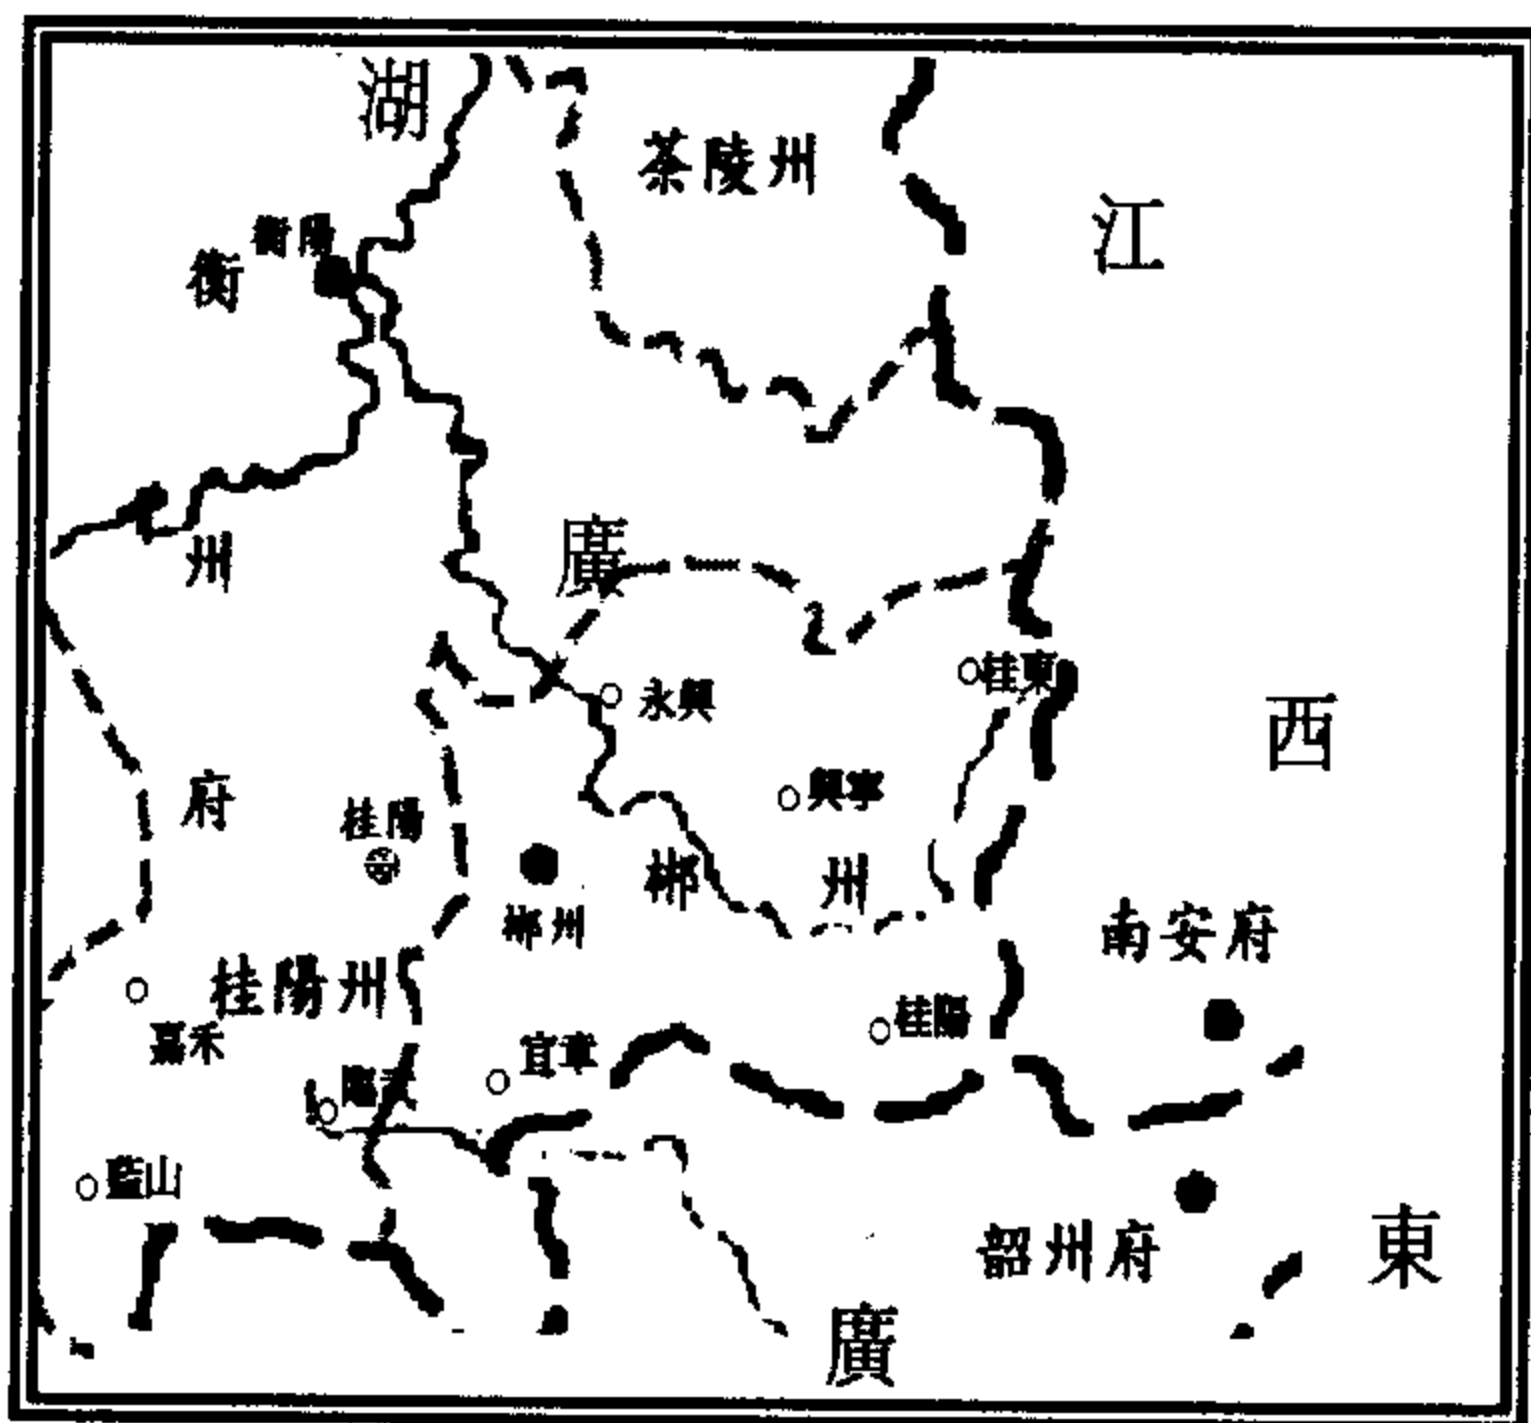 湖
茶陵州
江
衡陽
衡
州
廣
桂東
永興
西
府
興寧
桂陽
郴州
郴州
南安府
桂陽州
桂陽
嘉禾
宜章
臨武
藍山
韶州府
東
廣